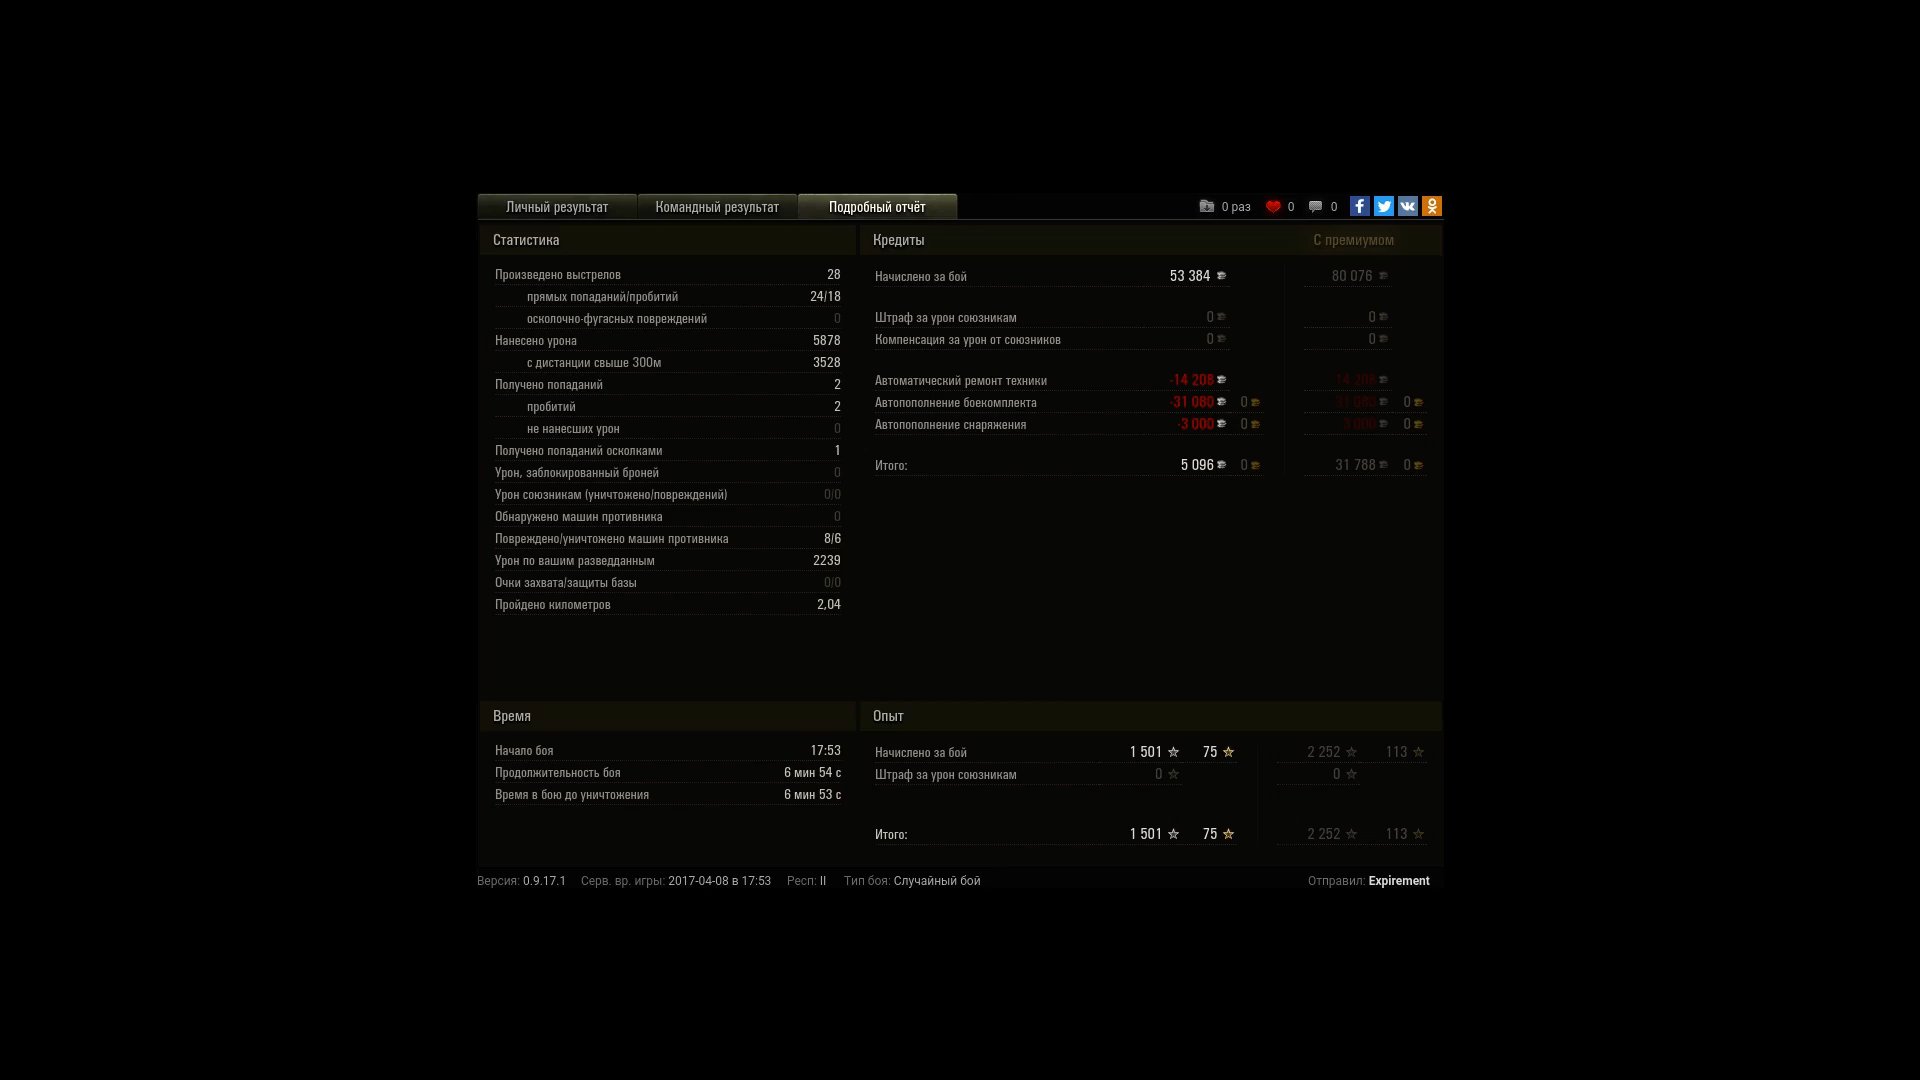 Личный результат Командный результат Подробный отчёт 0 раз 0 0
Статистика
Произведено выстрелов 28
прямых попаданий/пробитий 24/18
осколочно-фугасных повреждений 0
Нанесено урона 5878
с дистанции свыше 300м 3528
Получено попаданий 2
пробитий 2
не нанесших урон 0
Получено попаданий осколками 1
Урон, заблокированный броней 0
Урон союзникам (уничтожено/повреждений) 0/0
Обнаружено машин противника 0
Повреждено/уничтожено машин противника 8/6
Урон по вашим разведданным 2239
Очки захвата/защиты базы 0/0
Пройдено километров 2,04
Кредиты С премиумом
Начислено за бой 53 384 80 076
Штраф за урон союзникам 0 0
Компенсация за урон от союзников 0 0
Автоматический ремонт техники -14 208 -14 208
Автопополнение боекомплекта -31 080 0 -31 080 0
Автопополнение снаряжения -3 000 0 -3 000 0
Итого: 5 096 0 31 788 0
Время
Начало боя 17:53
Продолжительность боя 6 мин 54 с
Время в бою до уничтожения 6 мин 53 с
Опыт
Начислено за бой 1 501 75 2 252 113
Штраф за урон союзникам 0 0
Итого: 1 501 75 2 252 113
Версия: 0.9.17.1 Серв. вр. игры: 2017-04-08 в 17:53 Респ: II Тип боя: Случайный бой Отправил: Expirement